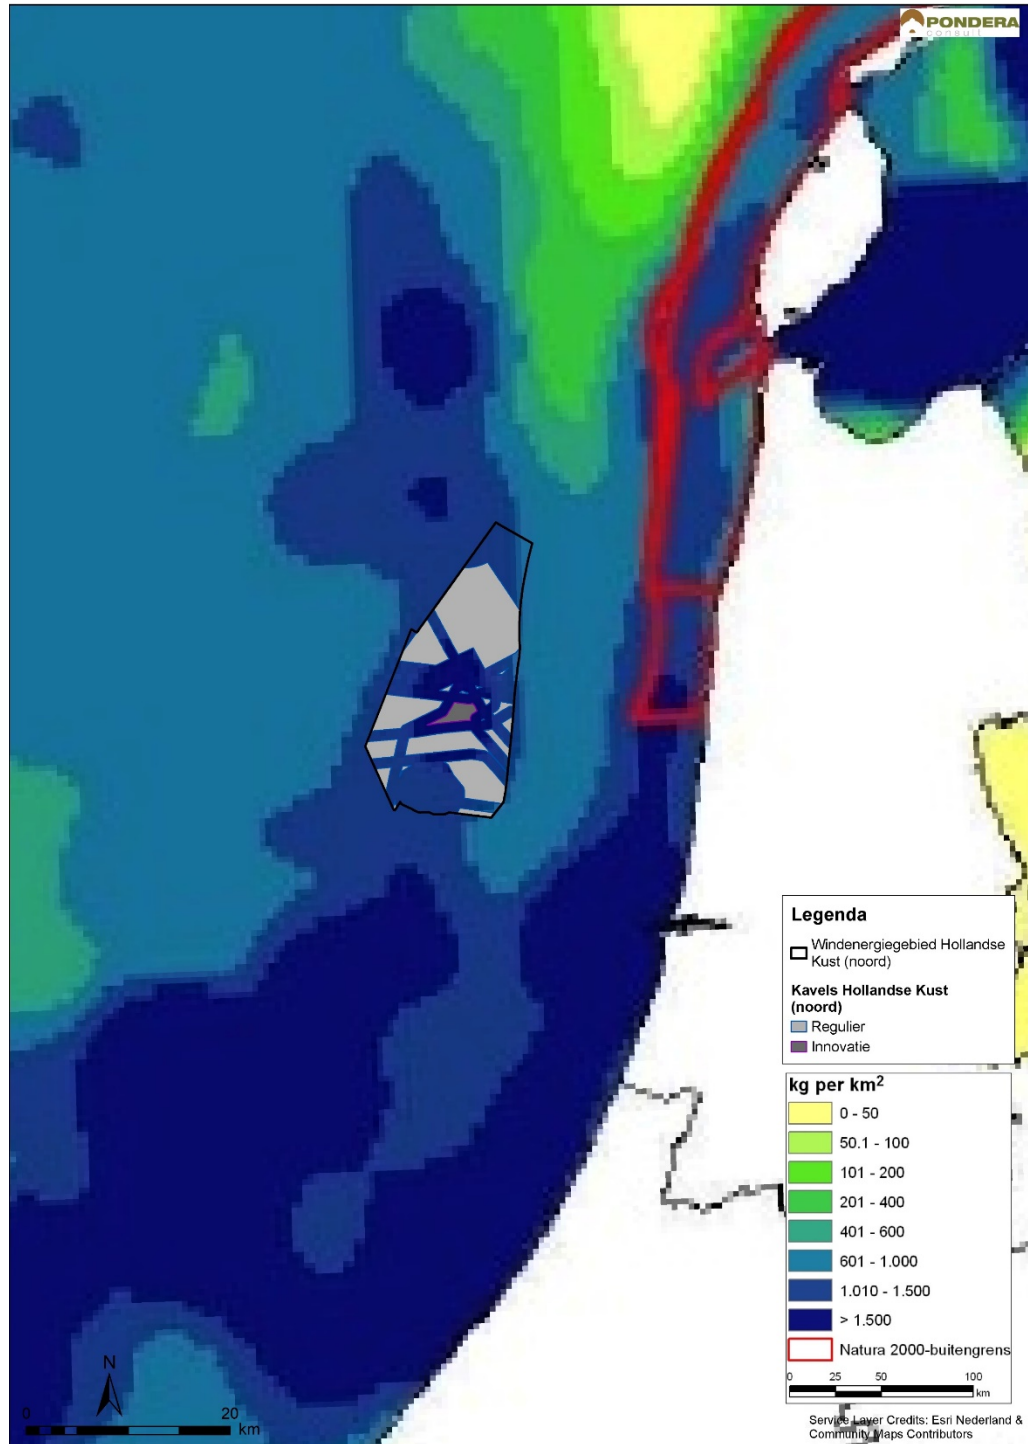 PONDERA
consult
Legenda
Windenergiegebied Hollandse
Kust (noord)
Kavels Hollandse Kust
(noord)
Regulier
Innovatie
kg per km²
0 - 50
50.1 - 100
101 - 200
201 - 400
401 - 600
601 - 1.000
1.010 - 1.500
> 1.500
Natura 2000-buitengrens
0 25 50 100
km
N
0 20
km
Service Layer Credits: Esri Nederland &
Community Maps Contributors